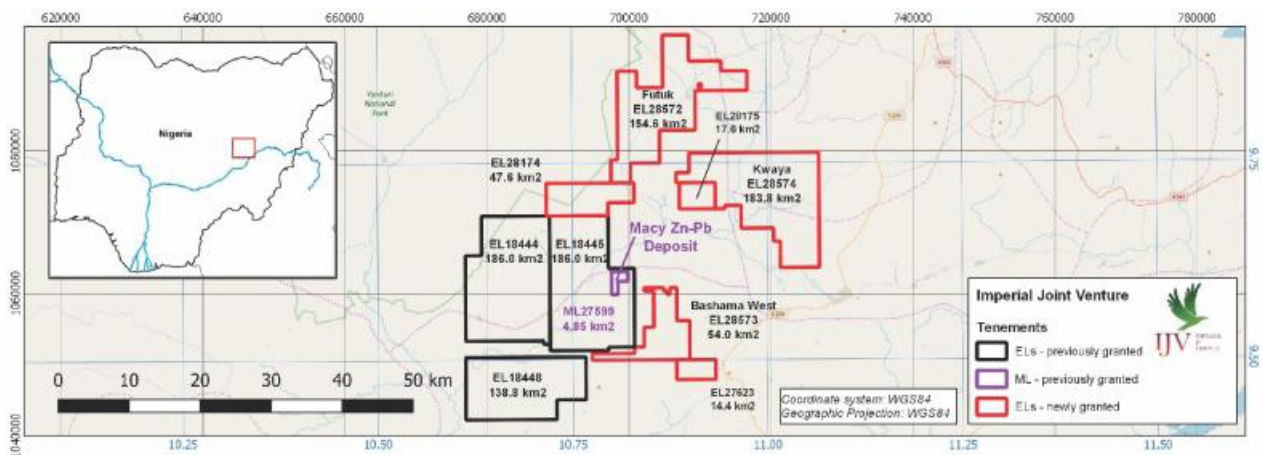 620000 640000 660000 680000 700000 720000 740000 760000 780000
Nigeria
Yankari
National
Park
Futuk
EL28572
154.6 km2
EL28175
17.6 km2
1080000
9.75
EL28174
47.6 km2
Kwaya
EL28574
183.8 km2
Macy Zn-Pb
Deposit
EL18444
186.0 km2
EL18445
186.0 km2
1060000
ML27599
4.85 km2
Bashama West
EL28573
54.0 km2
Imperial Joint Venture
IJV
Tenements
ELs - previously granted
ML - previously granted
ELs - newly granted
9.50
EL18448
138.8 km2
EL27623
14.4 km2
0 10 20 30 40 50 km
Coordinate system: WGS84
Geographic Projection: WGS84
1040000
10.25 10.50 10.75 11.00 11.25 11.50